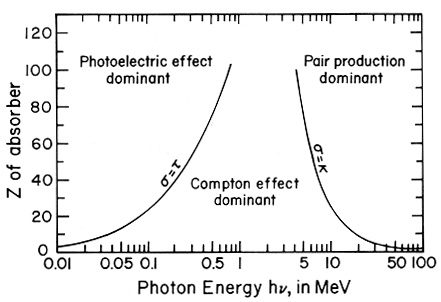 120
100
80
60
40
20
0
Z of absorber
Photoelectric effect
dominant
Pair production
dominant
σ=τ
σ=κ
Compton effect
dominant
0.01 0.05 0.1 0.5 1 5 10 50 100
Photon Energy hν, in MeV